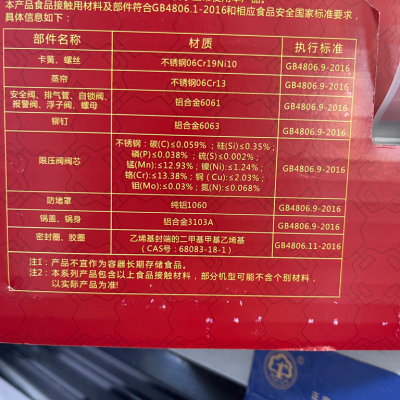 本产品食品接触用材料及部件符合GB4806.1-2016和相应食品安全国家标准要求，
具体信息如下：
部件名称 材质 执行标准
卡簧、螺丝 不锈钢06Cr19Ni10 GB4806.9-2016
蒸帘 不锈钢06Cr13 GB4806.9-2016
安全阀、排气管、自锁阀、
报警阀、浮子阀、螺母 铝合金6061 GB4806.9-2016
铆钉 铝合金6063 GB4806.9-2016
限压阀阀芯 不锈钢：碳(C)≤0.059%；硅(Si)≤0.35%；
磷(P)≤0.038%；硫(S)≤0.002%；
锰(Mn):≤12.93%；镍(Ni)≤1.24%；
铬(Cr)≤13.38%；铜（Cu)≤2.03%；
钼(Mo):≤0.03%；氮(N):≤0.068% GB4806.9-2016
防堵罩 纯铝1060 GB4806.9-2016
锅盖、锅身 铝合金3103A GB4806.9-2016
密封圈、胶圈 乙烯基封端的二甲基甲基乙烯基
（CAS号：68083-18-1） GB4806.11-2016
注1：产品不宜作为容器长期存储食品。
注2：本系列产品包含以上食品接触材料，部分机型可能不含个别材料，
以实际产品为准！